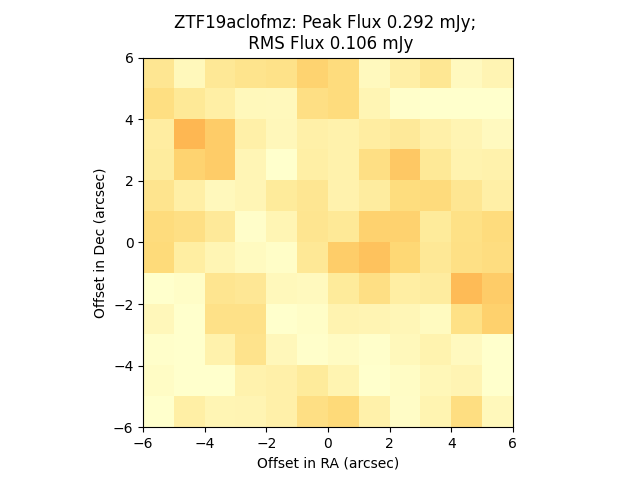 ZTF19aclofmz: Peak Flux 0.292 mJy;
RMS Flux 0.106 mJy
6
4
2
0
−2
−4
−6
Offset in Dec (arcsec)
−6 −4 −2 0 2 4 6
Offset in RA (arcsec)